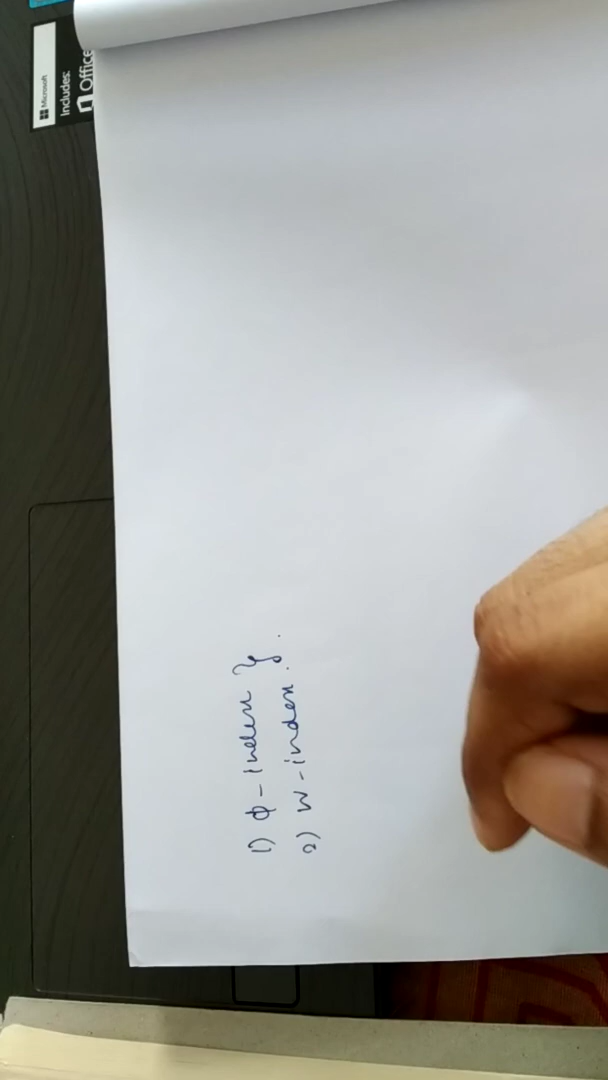 Microsoft
Includes:
Office
1) ϕ - index }.
2) W - index.